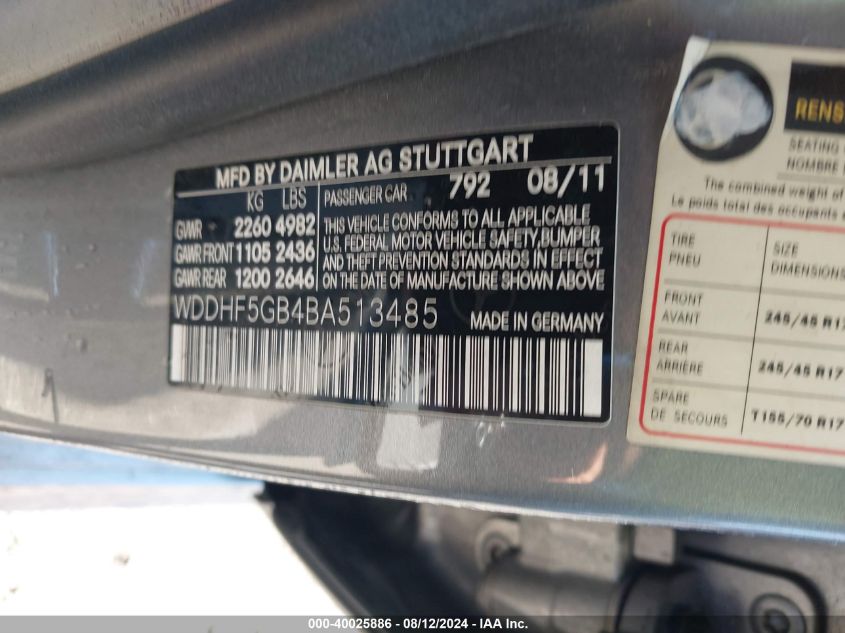 MFD BY DAIMLER AG STUTTGART
KG LBS
GVWR 2260 4982
GAWR FRONT 1105 2436
GAWR REAR 1200 2646
PASSENGER CAR 792 08/11
THIS VEHICLE CONFORMS TO ALL APPLICABLE
U.S. FEDERAL MOTOR VEHICLE SAFETY, BUMPER
AND THEFT PREVENTION STANDARDS IN EFFECT
ON THE DATE OF MANUFACTURE SHOWN ABOVE
WDDHF5GB4BA513485 MADE IN GERMANY
RENS
SEATING
NOMBRE
The combined weight of
Le poids total des occupants
TIRE SIZE
PNEU DIMENSIONS
FRONT
AVANT 245/45 R17
REAR
ARRIÈRE 245/45 R17
SPARE
DE SECOURS T155/70 R17
000-40025886 - 08/12/2024 - IAAI.COM.